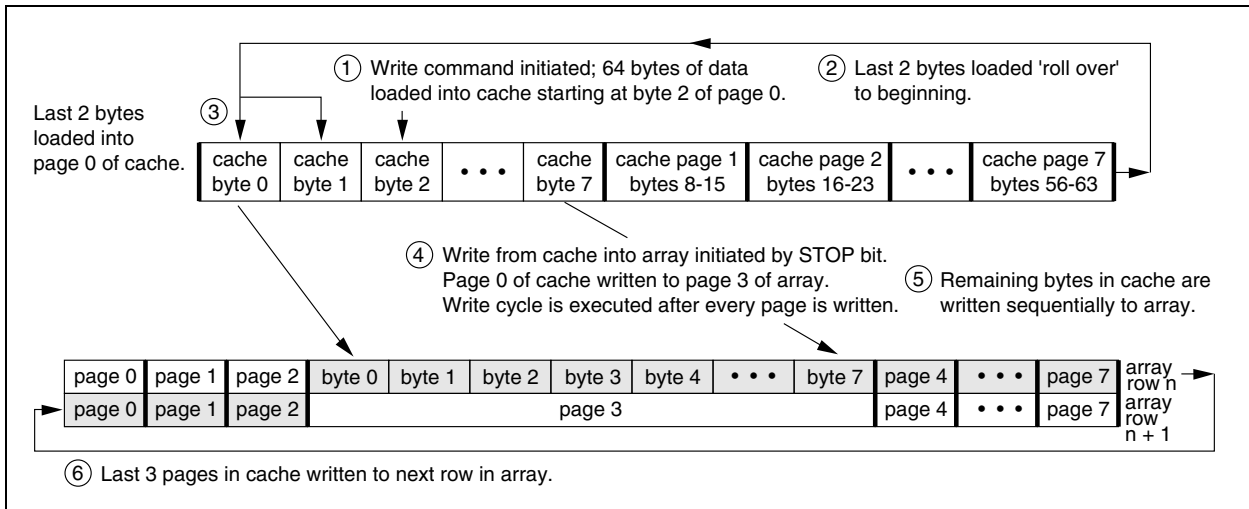 ① Write command initiated; 64 bytes of data
loaded into cache starting at byte 2 of page 0.
② Last 2 bytes loaded 'roll over'
to beginning.
Last 2 bytes
loaded into
page 0 of cache.
③
cache byte 0
cache byte 1
cache byte 2
• • •
cache byte 7
cache page 1 bytes 8-15
cache page 2 bytes 16-23
• • •
cache page 7 bytes 56-63
④ Write from cache into array initiated by STOP bit.
Page 0 of cache written to page 3 of array.
Write cycle is executed after every page is written.
⑤ Remaining bytes in cache are
written sequentially to array.
page 0 page 1 page 2 byte 0 byte 1 byte 2 byte 3 byte 4 • • • byte 7 page 4 • • • page 7 array row n
page 0 page 1 page 2 page 3 page 4 • • • page 7 array row n + 1
⑥ Last 3 pages in cache written to next row in array.